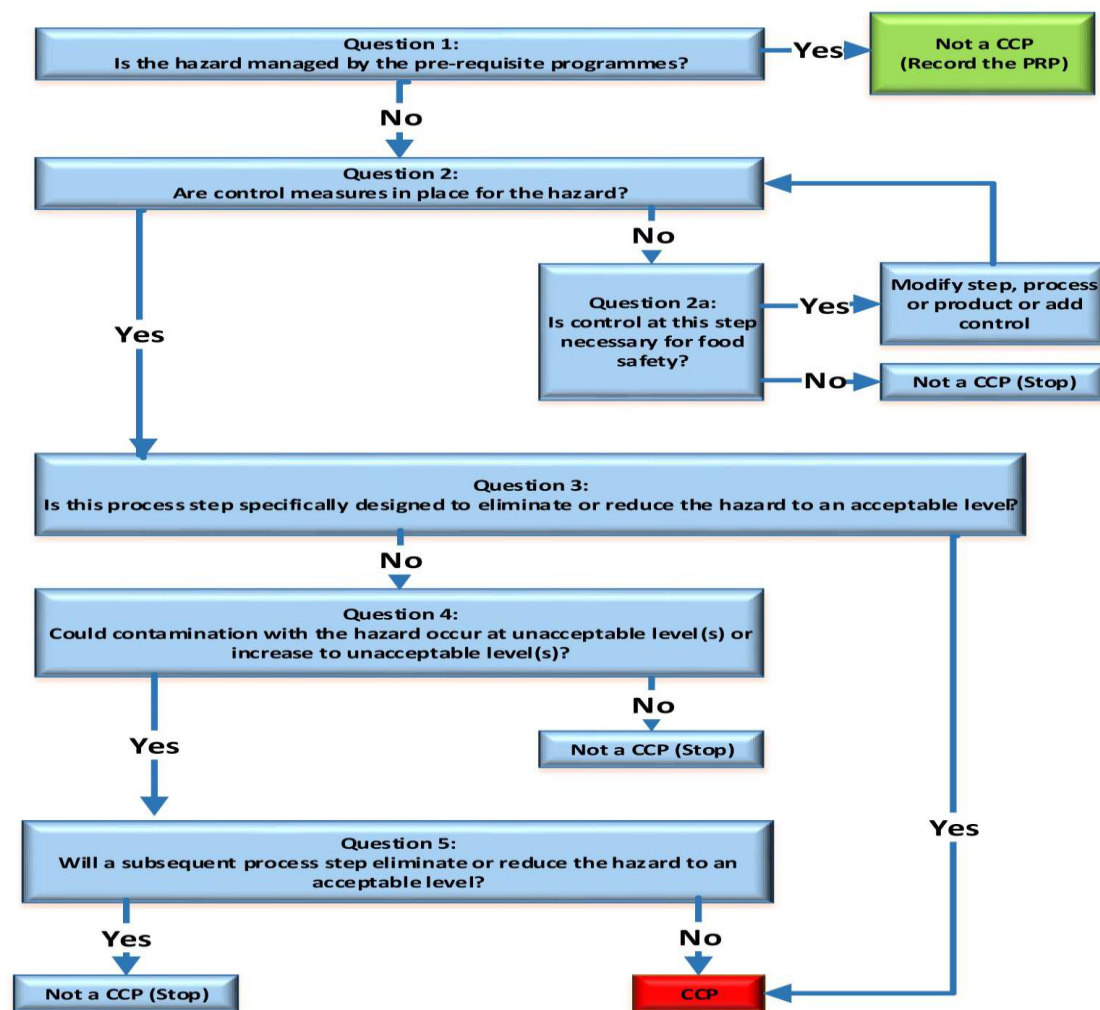 Question 1:
Is the hazard managed by the pre-requisite programmes?
Yes
Not a CCP
(Record the PRP)
No
Question 2:
Are control measures in place for the hazard?
No
Yes
Question 2a:
Is control at this step
necessary for food
safety?
Yes
Modify step, process
or product or add
control
No
Not a CCP (Stop)
Question 3:
Is this process step specifically designed to eliminate or reduce the hazard to an acceptable level?
No
Question 4:
Could contamination with the hazard occur at unacceptable level(s) or
increase to unacceptable level(s)?
No
Not a CCP (Stop)
Yes
Yes
Question 5:
Will a subsequent process step eliminate or reduce the hazard to an
acceptable level?
Yes
Not a CCP (Stop)
No
CCP